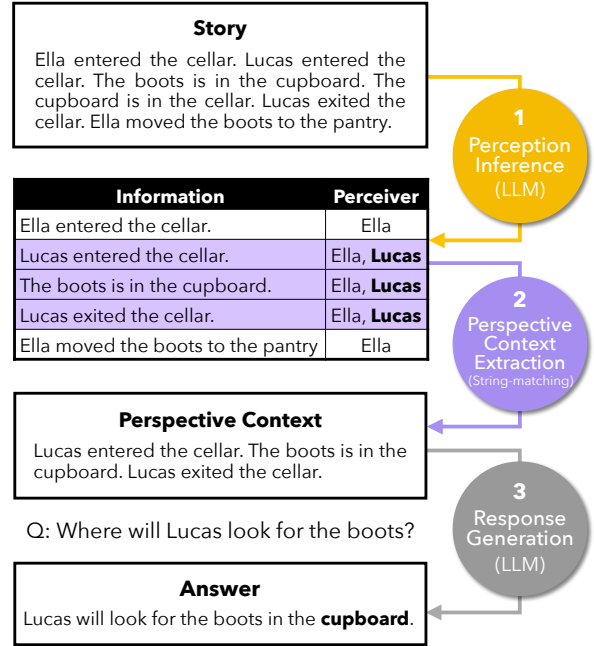 Story
Ella entered the cellar. Lucas entered the
cellar. The boots is in the cupboard. The
cupboard is in the cellar. Lucas exited the
cellar. Ella moved the boots to the pantry.
1
Perception
Inference
(LLM)
Information Perceiver
Ella entered the cellar. Ella
Lucas entered the cellar. Ella, Lucas
The boots is in the cupboard. Ella, Lucas
Lucas exited the cellar. Ella, Lucas
Ella moved the boots to the pantry Ella
2
Perspective
Context
Extraction
(String-matching)
Perspective Context
Lucas entered the cellar. The boots is in the
cupboard. Lucas exited the cellar.
3
Response
Generation
(LLM)
Q: Where will Lucas look for the boots?
Answer
Lucas will look for the boots in the cupboard.